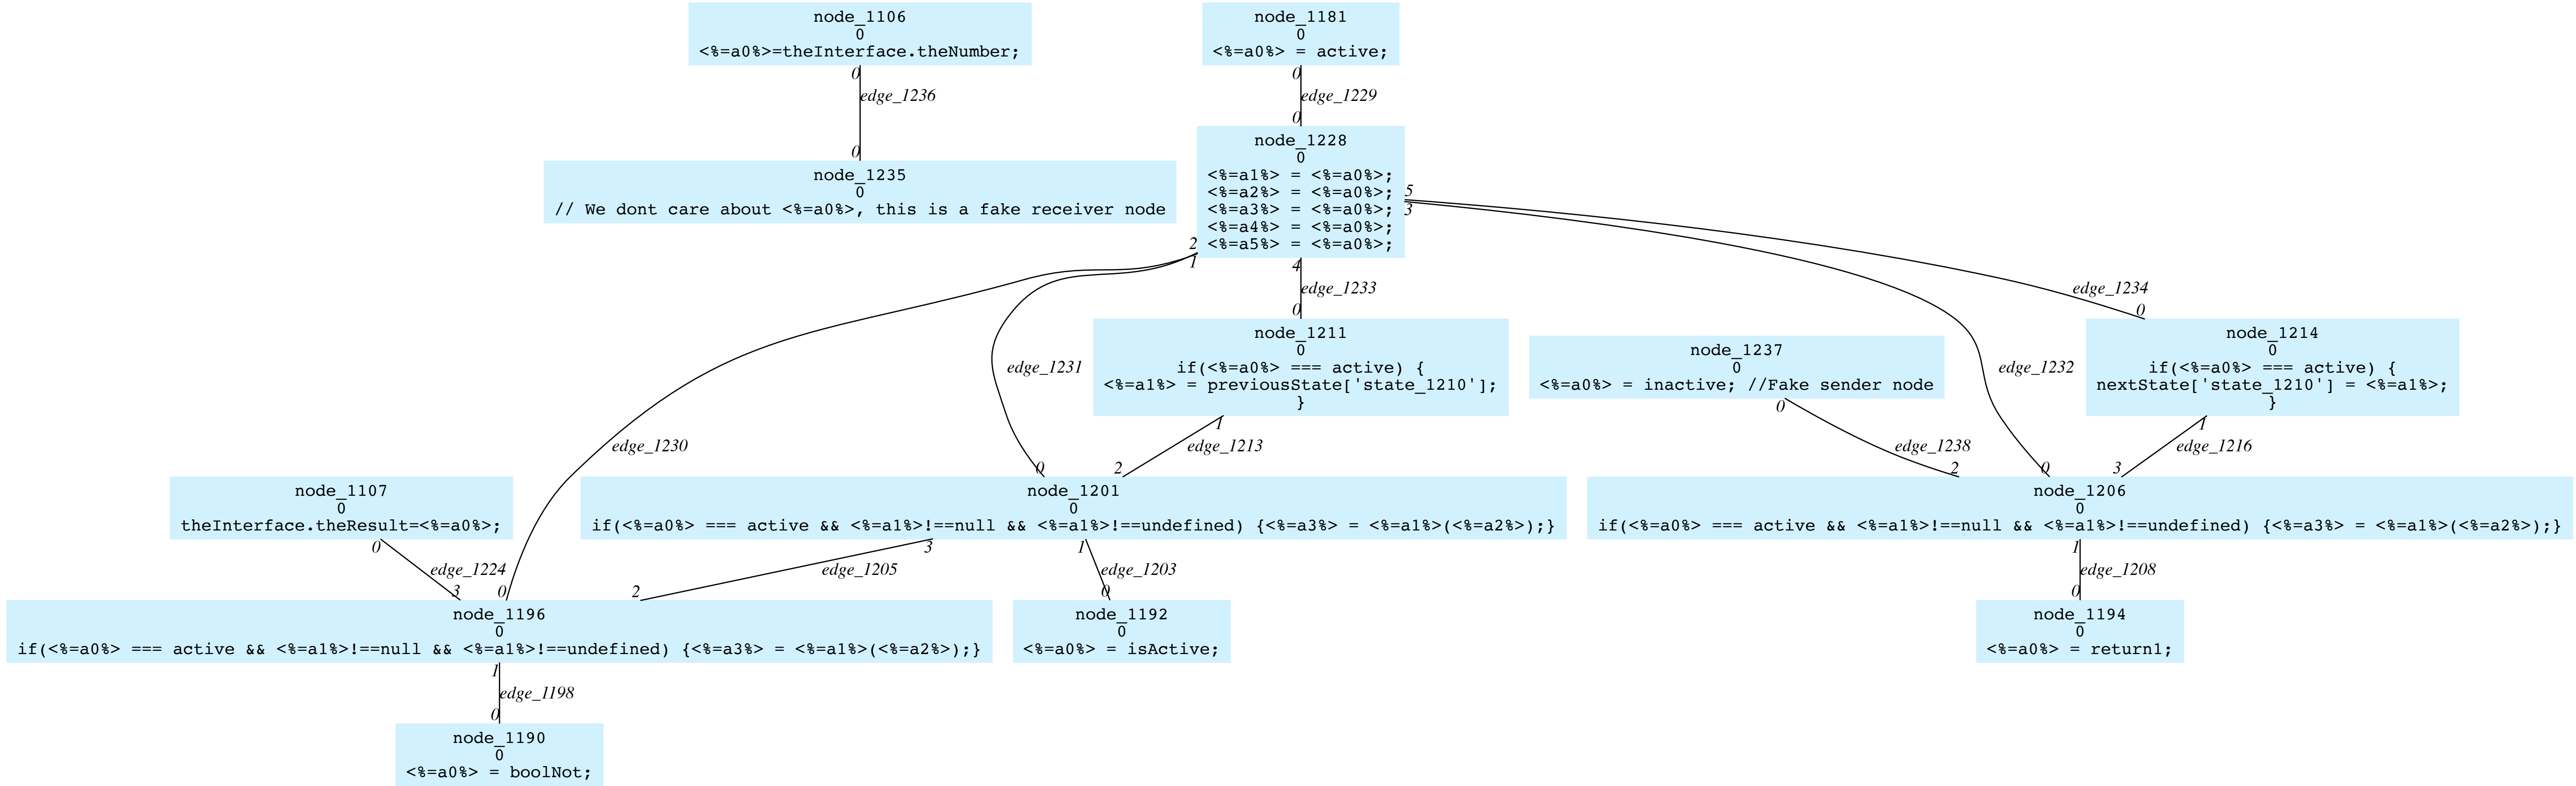 node_1106
0
<%=a0%>=theInterface.theNumber;
node_1181
0
<%=a0%> = active;
0
edge_1236
0
0
edge_1229
0
node_1235
0
// We dont care about <%=a0%>, this is a fake receiver node
node_1228
0
<%=a1%> = <%=a0%>;
<%=a2%> = <%=a0%>;
<%=a3%> = <%=a0%>;
<%=a4%> = <%=a0%>;
<%=a5%> = <%=a0%>;
5
3
2
1
4
edge_1233
0
edge_1234
0
edge_1230
edge_1231
0
node_1211
0
if(<%=a0%> === active) {
<%=a1%> = previousState['state_1210'];
}
node_1237
0
<%=a0%> = inactive; //Fake sender node
edge_1232
0
node_1214
0
if(<%=a0%> === active) {
nextState['state_1210'] = <%=a1%>;
}
1
edge_1213
2
0
edge_1238
2
1
edge_1216
3
node_1107
0
theInterface.theResult=<%=a0%>;
node_1201
0
if(<%=a0%> === active && <%=a1%>!==null && <%=a1%>!==undefined) {<%=a3%> = <%=a1%>(<%=a2%>);}
node_1206
0
if(<%=a0%> === active && <%=a1%>!==null && <%=a1%>!==undefined) {<%=a3%> = <%=a1%>(<%=a2%>);}
0
edge_1224
3
0
3
edge_1205
2
1
edge_1203
0
1
edge_1208
0
node_1196
0
if(<%=a0%> === active && <%=a1%>!==null && <%=a1%>!==undefined) {<%=a3%> = <%=a1%>(<%=a2%>);}
node_1192
0
<%=a0%> = isActive;
node_1194
0
<%=a0%> = return1;
1
edge_1198
0
node_1190
0
<%=a0%> = boolNot;